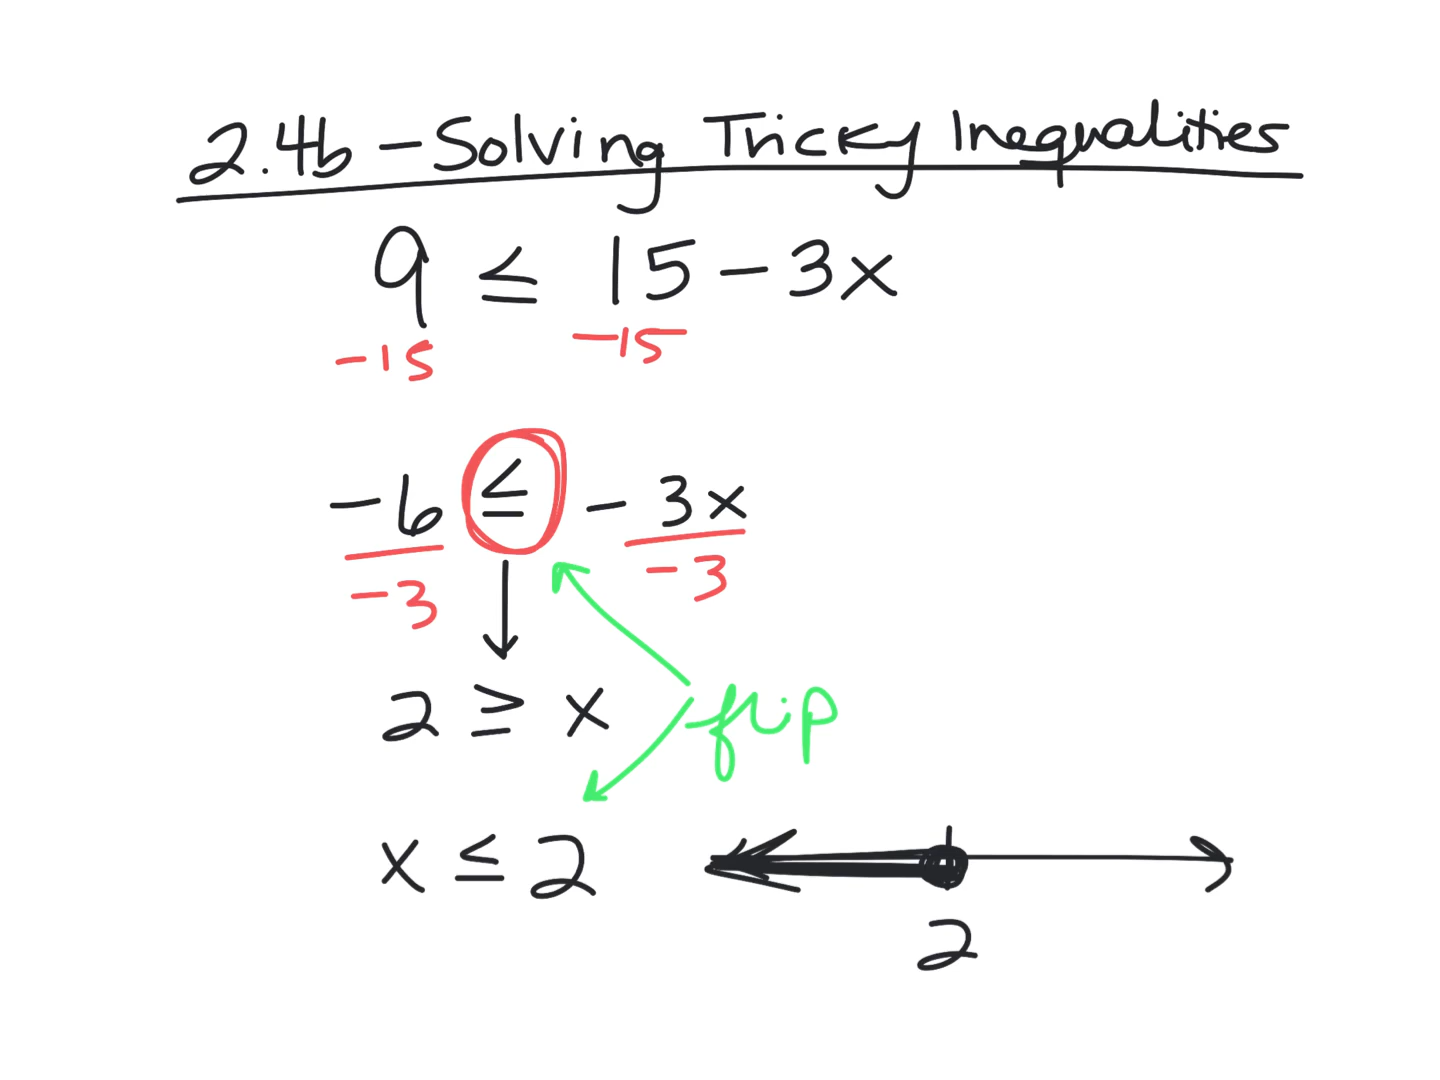 2.4b - Solving Tricky Inequalities
9 ≤ 15 - 3x
-15 -15
-6 ≤ -3x
-3 -3
2 ≥ x
flip
x ≤ 2
2